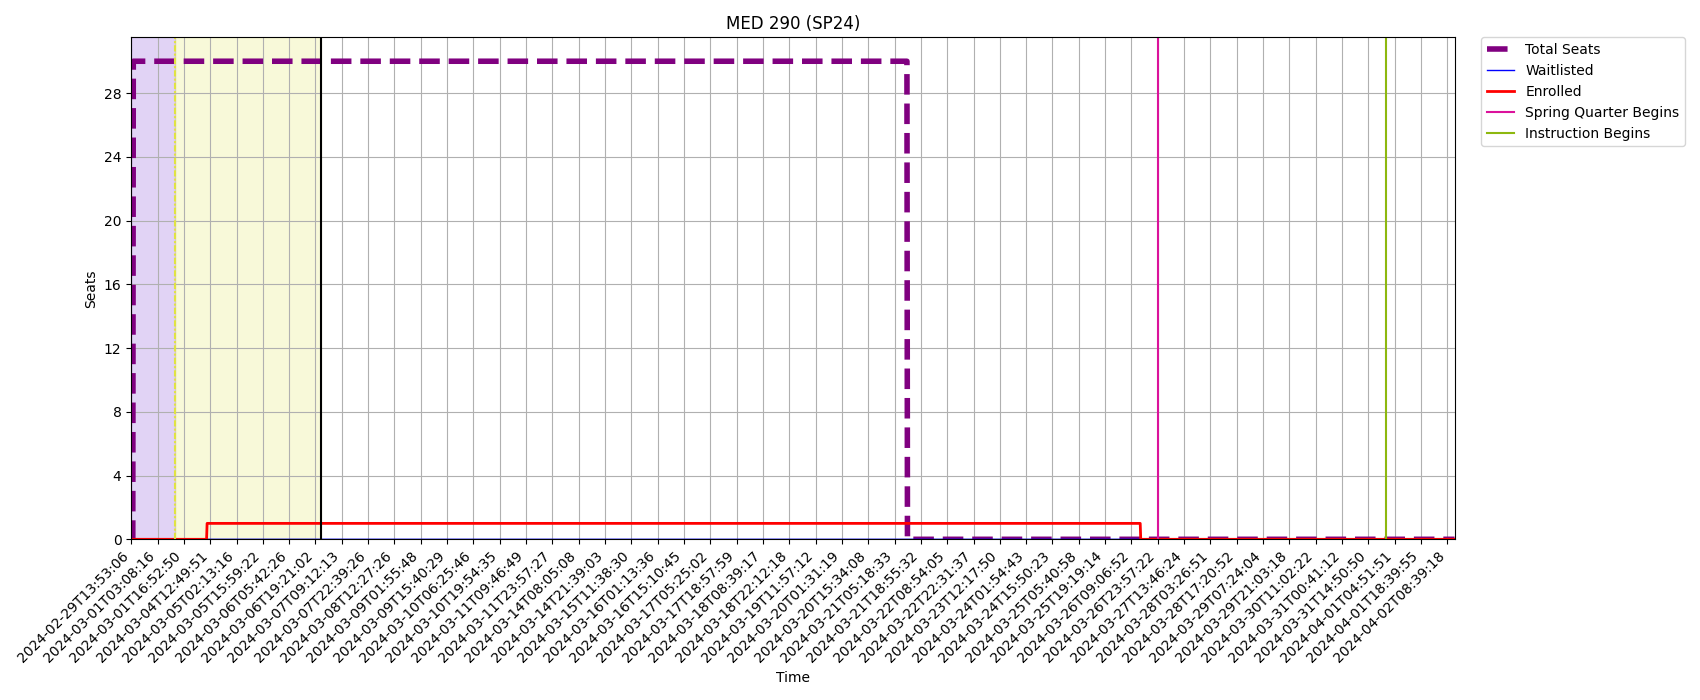 MED 290 (SP24)
Total Seats
Waitlisted
Enrolled
Spring Quarter Begins
Instruction Begins
Seats
28
24
20
16
12
8
4
0
2024-02-29T13:53:06
2024-03-01T03:08:16
2024-03-01T16:52:50
2024-03-04T12:49:51
2024-03-05T02:13:16
2024-03-05T15:59:22
2024-03-06T05:42:26
2024-03-06T19:21:02
2024-03-07T09:12:13
2024-03-07T22:39:26
2024-03-08T12:27:26
2024-03-09T01:55:48
2024-03-09T15:40:29
2024-03-10T06:25:46
2024-03-10T19:54:35
2024-03-11T09:46:49
2024-03-11T23:57:27
2024-03-14T08:05:08
2024-03-14T21:39:03
2024-03-15T11:38:30
2024-03-16T01:13:36
2024-03-16T15:10:45
2024-03-17T05:25:02
2024-03-17T18:57:59
2024-03-18T08:39:17
2024-03-18T22:12:18
2024-03-19T11:57:12
2024-03-20T01:31:19
2024-03-20T15:34:08
2024-03-21T05:18:33
2024-03-21T18:55:32
2024-03-22T08:54:05
2024-03-22T22:31:37
2024-03-23T12:17:50
2024-03-24T01:54:43
2024-03-24T15:50:23
2024-03-25T05:40:58
2024-03-25T19:19:14
2024-03-26T09:06:52
2024-03-26T23:57:22
2024-03-27T13:46:24
2024-03-28T03:26:51
2024-03-28T17:20:52
2024-03-29T07:24:04
2024-03-29T21:03:18
2024-03-30T11:02:22
2024-03-31T00:41:12
2024-03-31T14:50:50
2024-04-01T04:51:51
2024-04-01T18:39:55
2024-04-02T08:39:18
Time